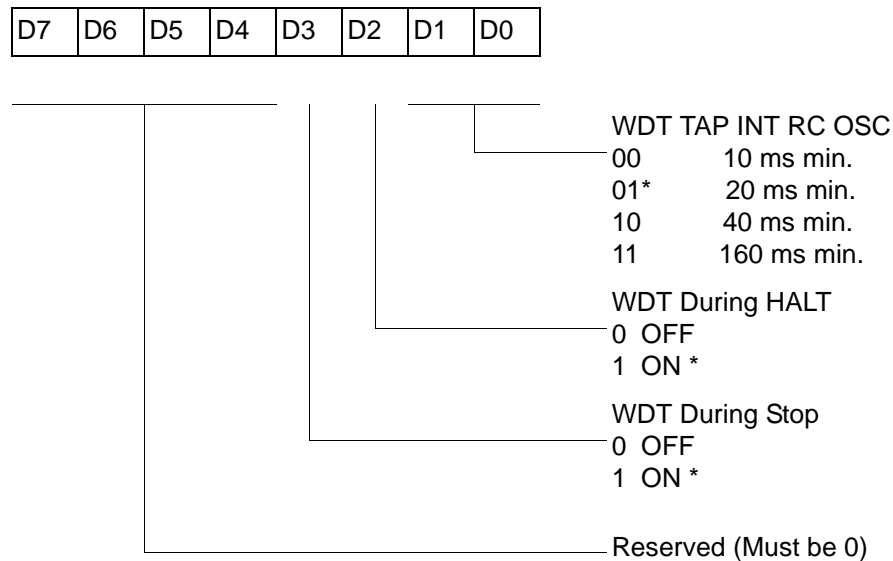 D7 D6 D5 D4 D3 D2 D1 D0
WDT TAP INT RC OSC
00 10 ms min.
01* 20 ms min.
10 40 ms min.
11 160 ms min.
WDT During HALT
0 OFF
1 ON *
WDT During Stop
0 OFF
1 ON *
Reserved (Must be 0)